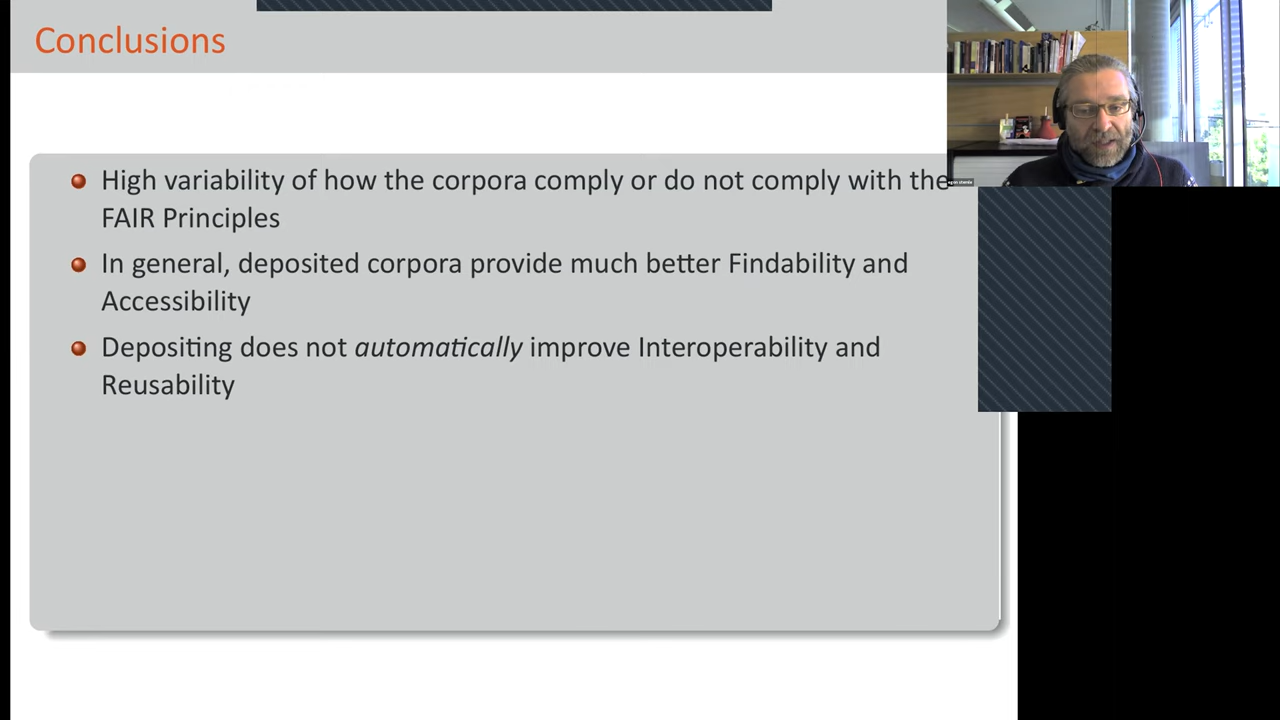 Conclusions
High variability of how the corpora comply or do not comply with the
FAIR Principles
In general, deposited corpora provide much better Findability and
Accessibility
Depositing does not automatically improve Interoperability and
Reusability